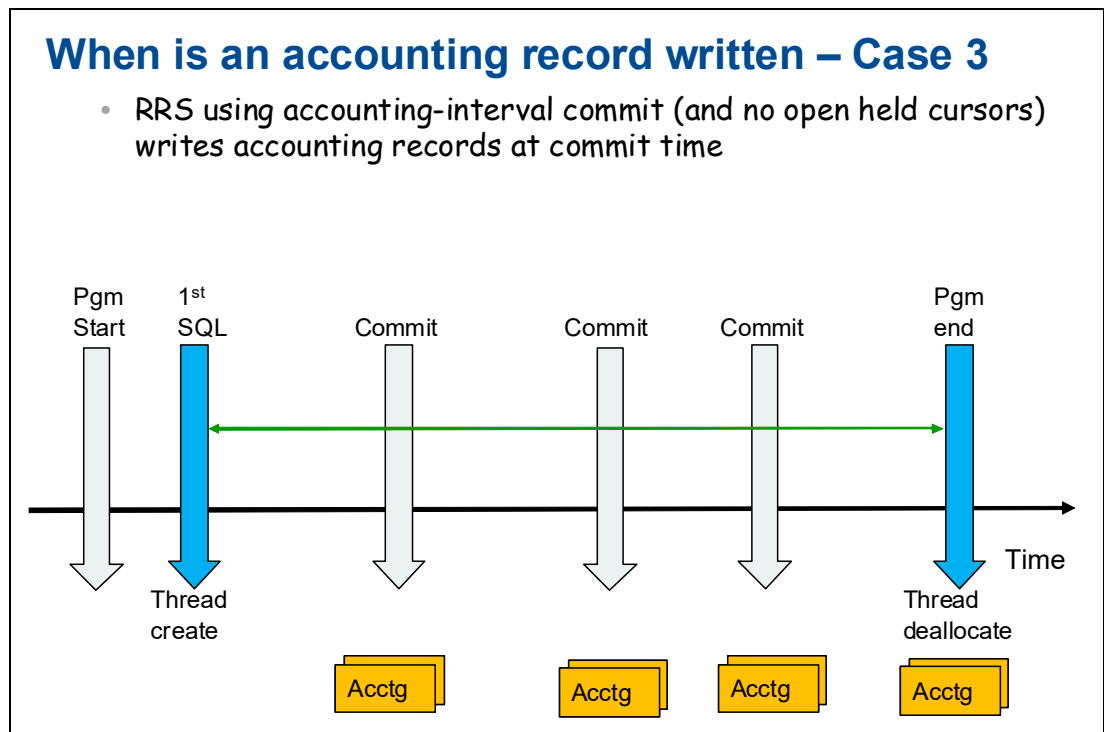 When is an accounting record written – Case 3
• RRS using accounting-interval commit (and no open held cursors)
writes accounting records at commit time
Pgm
Start
1st
SQL
Commit
Commit
Commit
Pgm
end
Time
Thread
create
Thread
deallocate
Acctg
Acctg
Acctg
Acctg